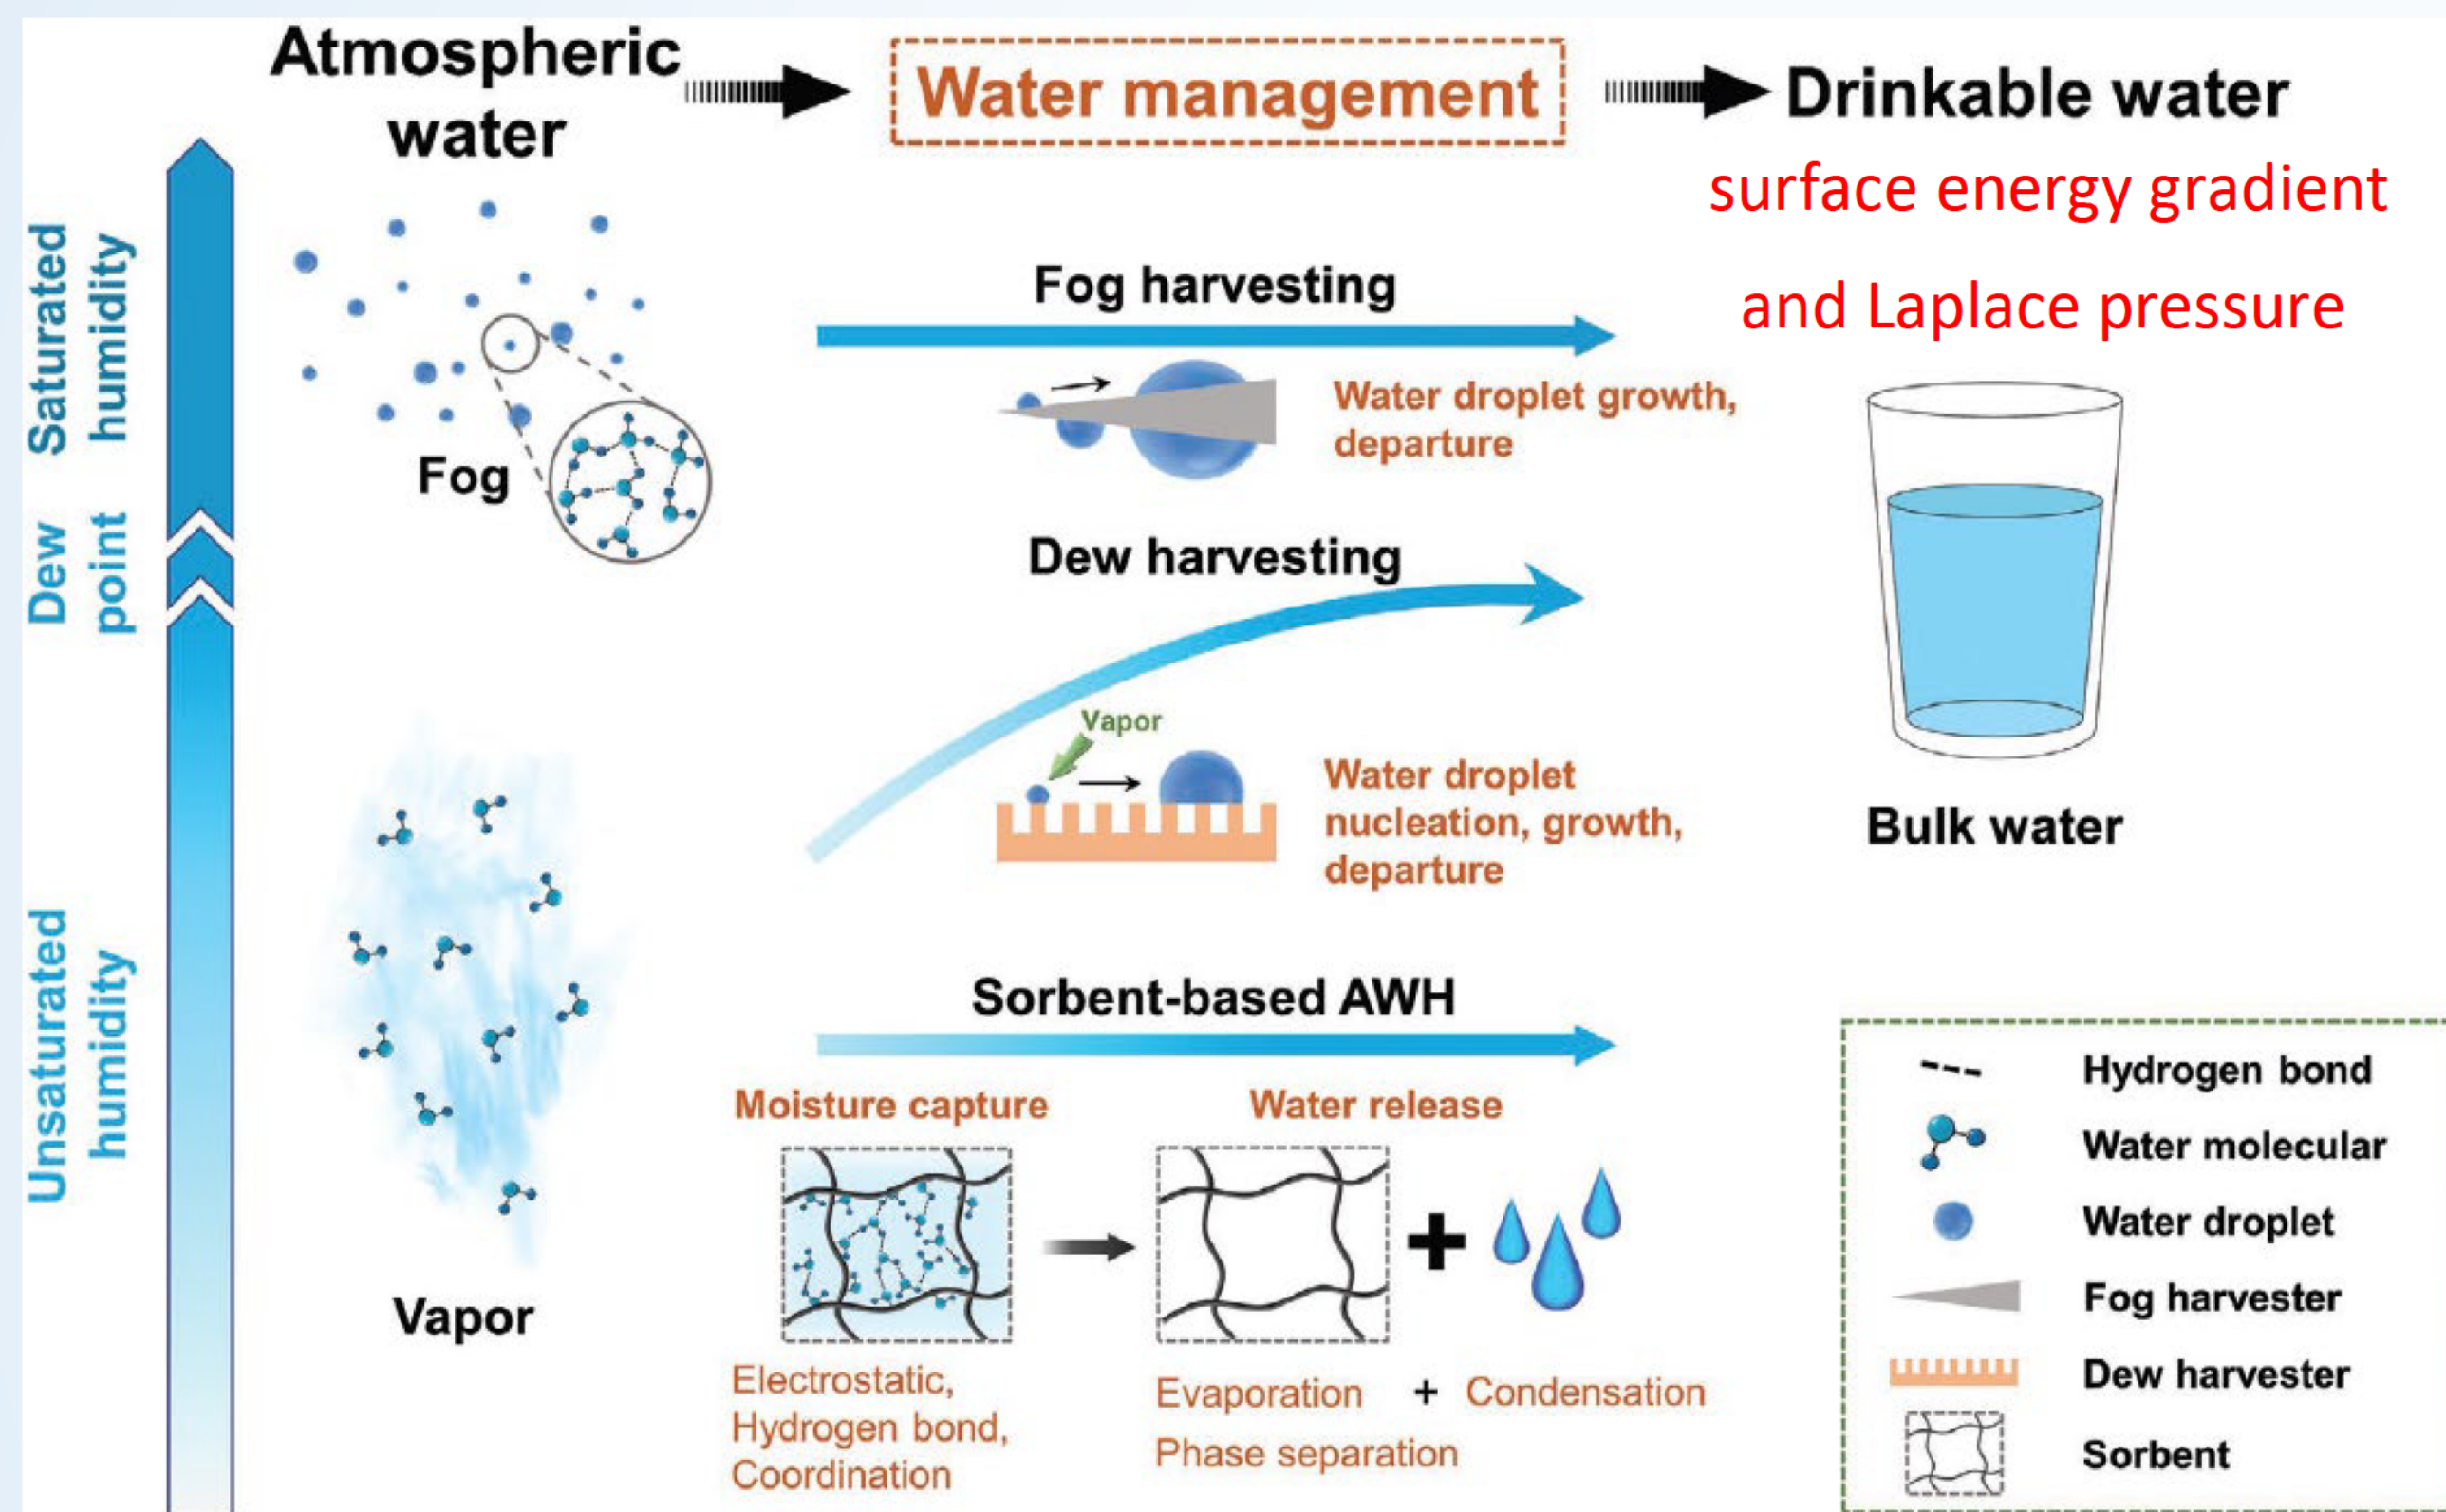 Atmospheric
water
Water management
Drinkable water
surface energy gradient
and Laplace pressure
Saturated
humidity
Dew
point
Unsaturated
humidity
Fog
Vapor
Fog harvesting
Water droplet growth,
departure
Dew harvesting
Vapor
Water droplet
nucleation, growth,
departure
Bulk water
Sorbent-based AWH
Moisture capture
Water release
Electrostatic,
Hydrogen bond,
Coordination
Evaporation + Condensation
Phase separation
Hydrogen bond
Water molecular
Water droplet
Fog harvester
Dew harvester
Sorbent